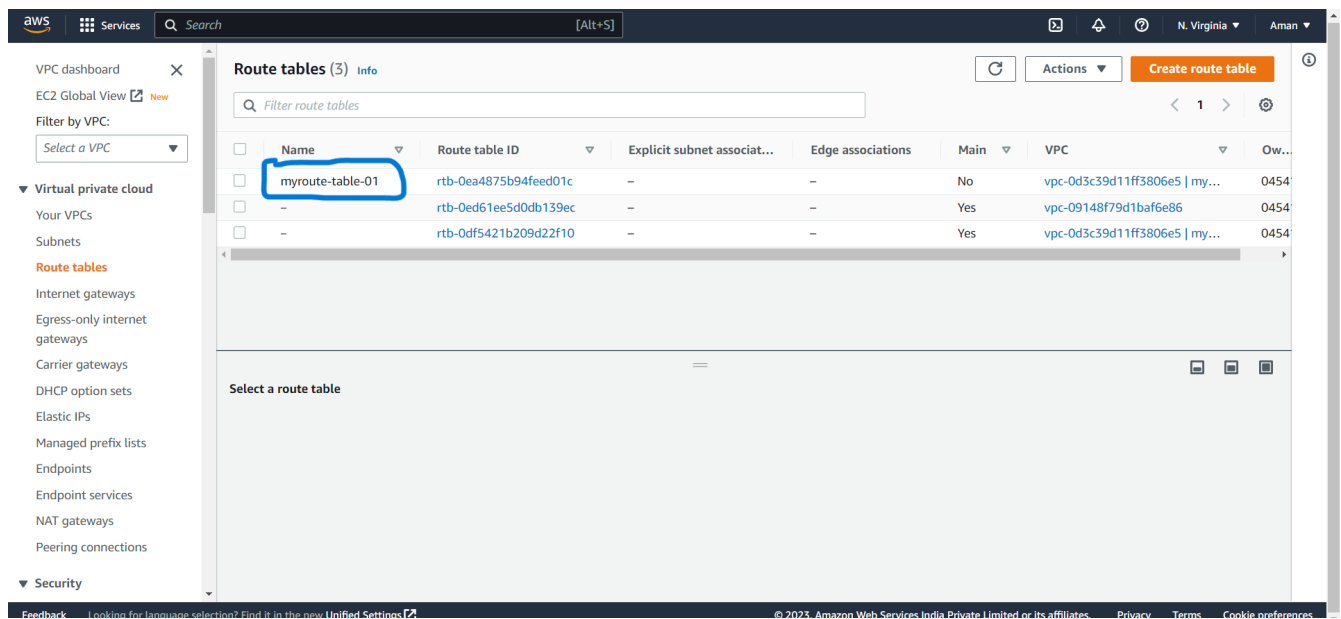 aws Services Search [Alt+S] N. Virginia ▼ Aman ▼
VPC dashboard
EC2 Global View New
Filter by VPC:
Select a VPC
Virtual private cloud
Your VPCs
Subnets
Route tables
Internet gateways
Egress-only internet
gateways
Carrier gateways
DHCP option sets
Elastic IPs
Managed prefix lists
Endpoints
Endpoint services
NAT gateways
Peering connections
Security
Route tables (3) Info Actions ▼ Create route table
Filter route tables < 1 >
Name Route table ID Explicit subnet associat... Edge associations Main VPC Ow...
myroute-table-01 rtb-0ea4875b94feed01c – – No vpc-0d3c39d11ff3806e5 | my... 0454
– rtb-0ed61ee5d0db139ec – – Yes vpc-09148f79d1baf6e86 0454
– rtb-0df5421b209d22f10 – – Yes vpc-0d3c39d11ff3806e5 | my... 0454
Select a route table
Feedback Looking for language selection? Find it in the new Unified Settings © 2023, Amazon Web Services India Private Limited or its affiliates. Privacy Terms Cookie preferences